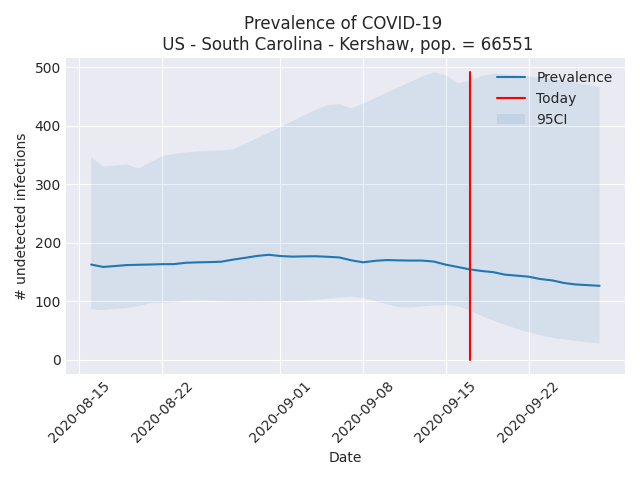 Prevalence of COVID-19
US - South Carolina - Kershaw, pop. = 66551
# undetected infections
500
400
300
200
100
0
Prevalence
Today
95CI
2020-08-15
2020-08-22
2020-09-01
2020-09-08
2020-09-15
2020-09-22
Date